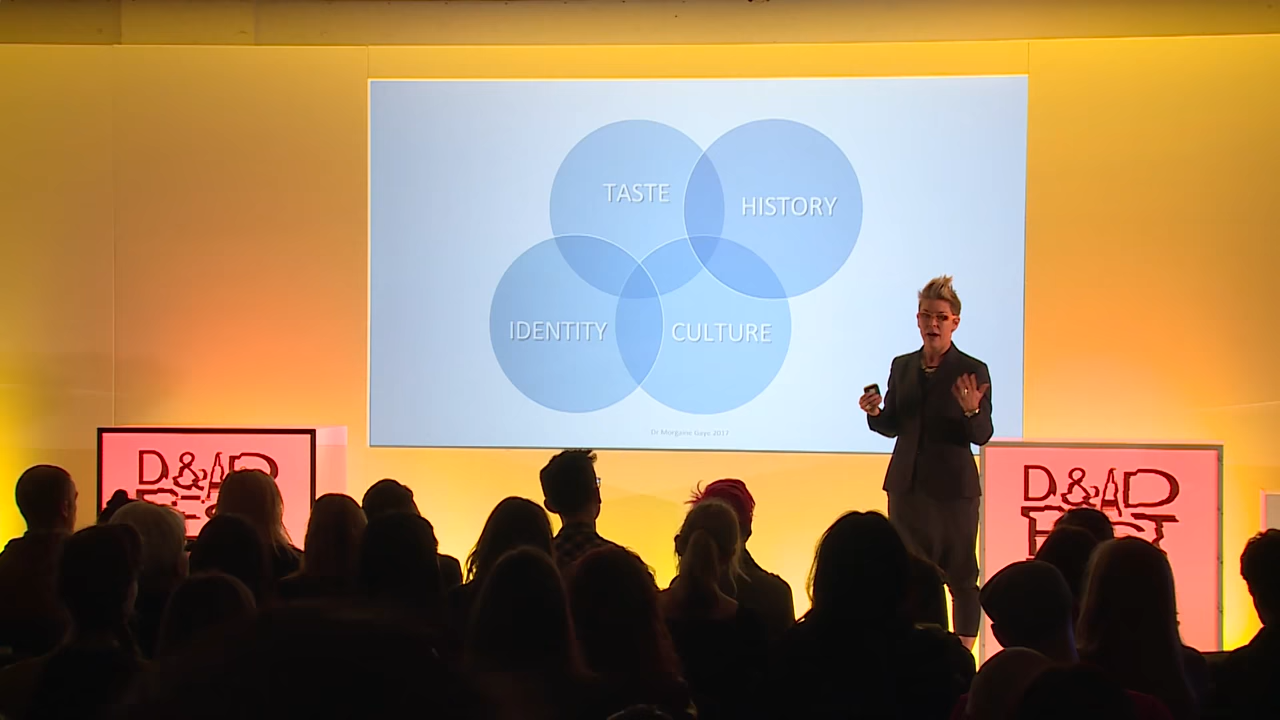 TASTE
HISTORY
IDENTITY
CULTURE
Dr Morgaine Gaye 2017
D&AD
D&AD